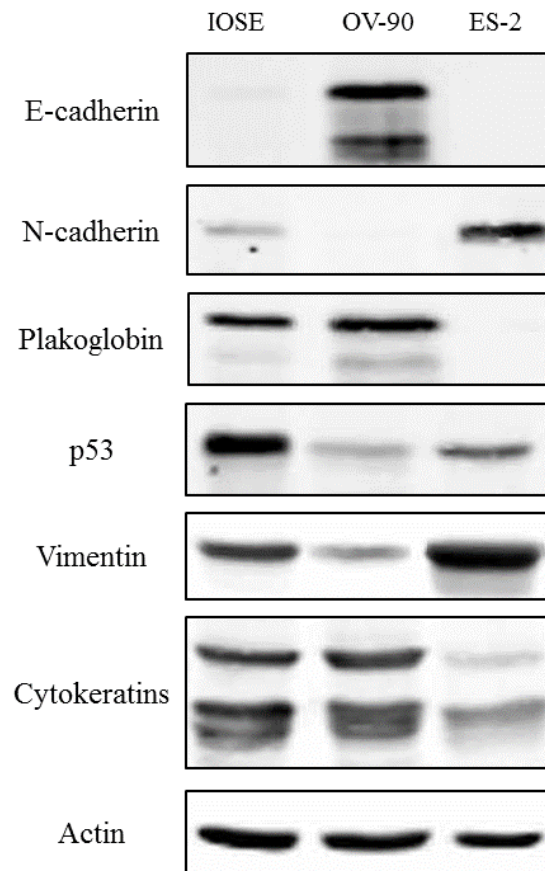 IOSE OV-90 ES-2
E-cadherin
N-cadherin
Plakoglobin
p53
Vimentin
Cytokeratins
Actin